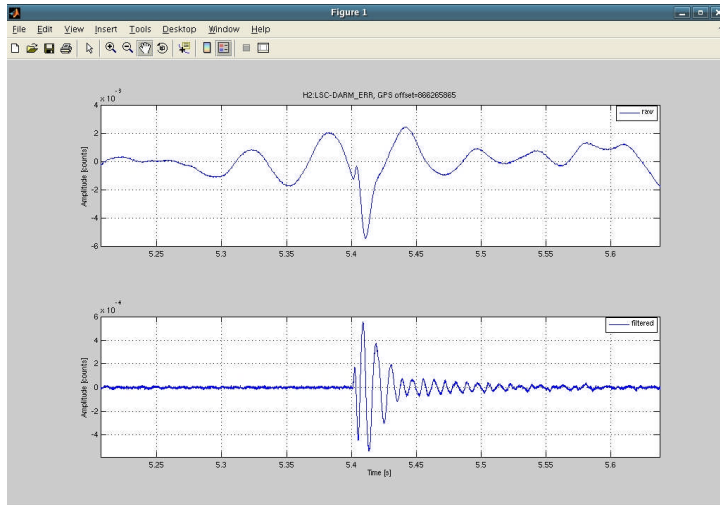 Figure 1
File Edit View Insert Tools Desktop Window Help
H2:LSC-DARM_ERR, GPS offset=866265865
x 10 -3
raw
4
2
0
-2
-4
-6
Amplitude [counts]
5.25 5.3 5.35 5.4 5.45 5.5 5.55 5.6
x 10 -4
filtered
6
4
2
0
-2
-4
Amplitude [counts]
5.25 5.3 5.35 5.4 5.45 5.5 5.55 5.6
Time [s]